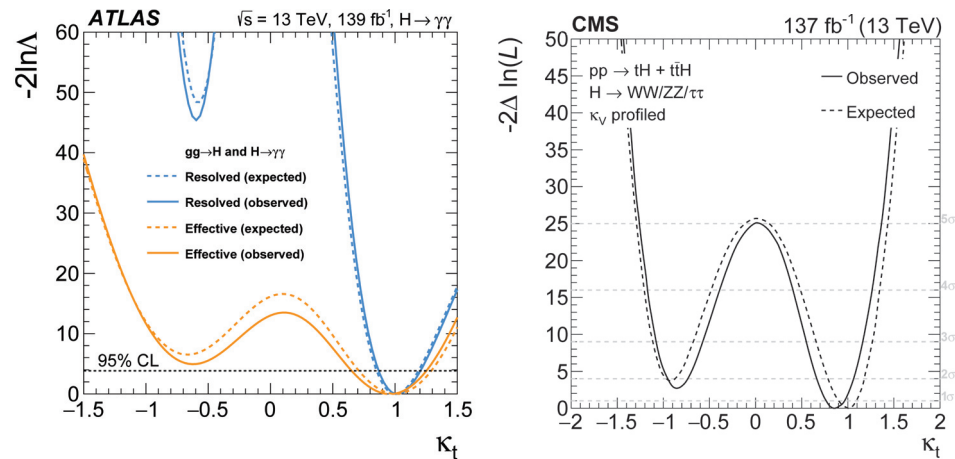 ATLAS
√s = 13 TeV, 139 fb⁻¹, H→γγ
-2lnΛ
60
50
40
30
20
10
0
gg→H and H→γγ
Resolved (expected)
Resolved (observed)
Effective (expected)
Effective (observed)
95% CL
−1.5 −1 −0.5 0 0.5 1 1.5
κt
CMS
137 fb⁻¹ (13 TeV)
-2Δ ln(L)
50
45
40
35
30
25
20
15
10
5
0
pp → tH + tt̄H
H → WW/ZZ/ττ
κV profiled
Observed
Expected
5σ
4σ
3σ
2σ
1σ
−2 −1.5 −1 −0.5 0 0.5 1 1.5 2
κt